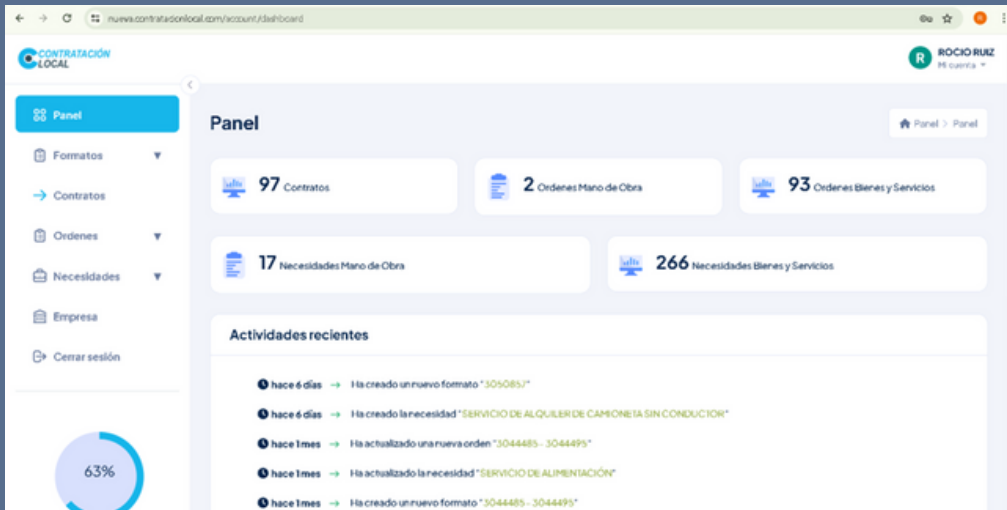 nueva.contratacionlocal.com/account/dashboard
CONTRATACIÓN
LOCAL
R
ROCIO RUIZ
Mi cuenta
Panel
Formatos
Contratos
Ordenes
Necesidades
Empresa
Cerrar sesión
63%
Panel
Panel > Panel
97 Contratos
2 Ordenes Mano de Obra
93 Ordenes Bienes y Servicios
17 Necesidades Mano de Obra
266 Necesidades Bienes y Servicios
Actividades recientes
hace 6 días → Ha creado un nuevo formato "3050857"
hace 6 días → Ha creado la necesidad "SERVICIO DE ALQUILER DE CAMIONETA SIN CONDUCTOR"
hace 1 mes → Ha actualizado una nueva orden "3044485 - 3044495"
hace 1 mes → Ha actualizado la necesidad "SERVICIO DE ALIMENTACIÓN"
hace 1 mes → Ha creado un nuevo formato "3044485 - 3044495"